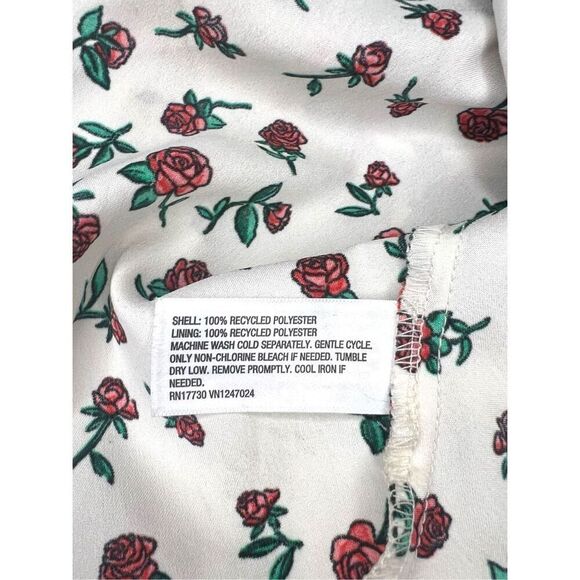 SHELL: 100% RECYCLED POLYESTER
LINING: 100% RECYCLED POLYESTER
MACHINE WASH COLD SEPARATELY. GENTLE CYCLE.
ONLY NON-CHLORINE BLEACH IF NEEDED. TUMBLE
DRY LOW. REMOVE PROMPTLY. COOL IRON IF
NEEDED.
RN17730 VN1247024